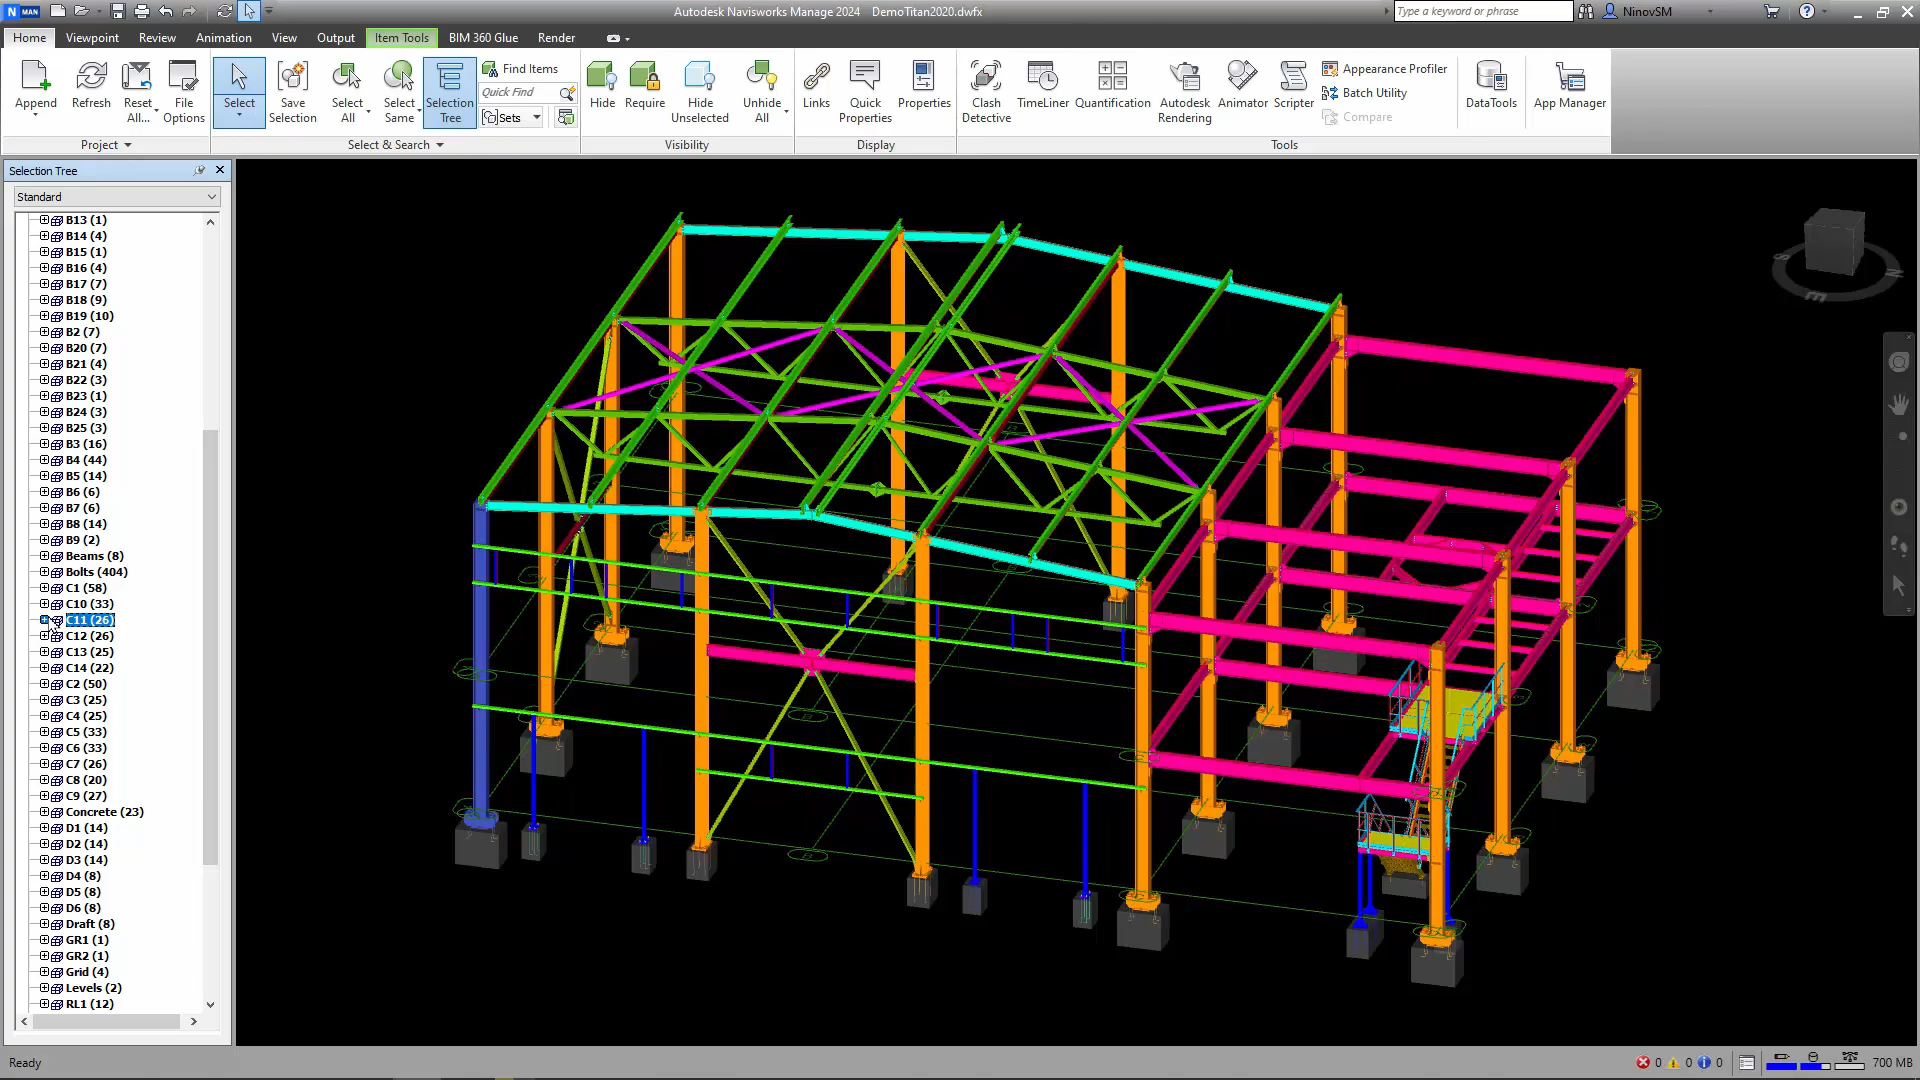 N MAN
Autodesk Navisworks Manage 2024 DemoTitan2020.dwfx
Type a keyword or phrase
NinovSM
Home Viewpoint Review Animation View Output Item Tools BIM 360 Glue Render
Append
Refresh
Reset All...
File Options
Select
Save Selection
Select All
Select Same
Selection Tree
Find Items
Quick Find
Sets
Hide
Require
Hide Unselected
Unhide All
Links
Quick Properties
Properties
Clash Detective
TimeLiner
Quantification
Autodesk Rendering
Animator
Scripter
Appearance Profiler
Batch Utility
Compare
DataTools
App Manager
Project
Select & Search
Visibility
Display
Tools
Selection Tree
Standard
B13 (1)
B14 (4)
B15 (1)
B16 (4)
B17 (7)
B18 (9)
B19 (10)
B2 (7)
B20 (7)
B21 (4)
B22 (3)
B23 (1)
B24 (3)
B25 (3)
B3 (16)
B4 (44)
B5 (14)
B6 (6)
B7 (6)
B8 (14)
B9 (2)
Beams (8)
Bolts (404)
C1 (58)
C10 (33)
C11 (26)
C12 (26)
C13 (25)
C14 (22)
C2 (50)
C3 (25)
C4 (25)
C5 (33)
C6 (33)
C7 (26)
C8 (20)
C9 (27)
Concrete (23)
D1 (14)
D2 (14)
D3 (14)
D4 (8)
D5 (8)
D6 (8)
Draft (8)
GR1 (1)
GR2 (1)
Grid (4)
Levels (2)
RL1 (12)
S
N
E
Ready
0 0 0
700 MB